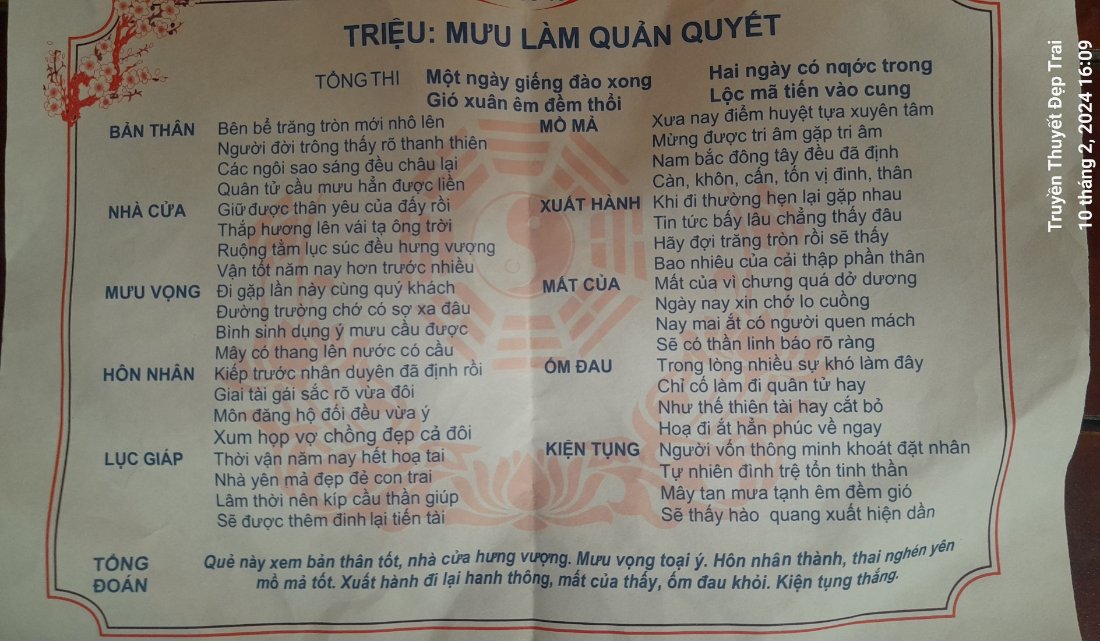 TRIỆU: MƯU LÀM QUẢN QUYẾT
TỔNG THI
Một ngày giếng đào xong
Gió xuân êm đềm thổi
Hai ngày có nqớc trong
Lộc mã tiến vào cung
BẢN THÂN
Bên bể trăng tròn mới nhô lên
Người đời trông thấy rõ thanh thiên
Các ngôi sao sáng đều châu lại
Quân tử cầu mưu hẳn được liền
NHÀ CỬA
Giữ được thân yêu của đấy rồi
Thắp hương lên vái tạ ông trời
Ruộng tằm lục súc đều hưng vượng
Vận tốt năm nay hơn trước nhiều
MƯU VỌNG
Đi gặp lần này cùng quý khách
Đường trường chớ có sợ xa đâu
Bình sinh dụng ý mưu cầu được
Mây có thang lên nước có cầu
HÔN NHÂN
Kiếp trước nhân duyên đã định rồi
Giai tài gái sắc rõ vừa đôi
Môn đăng hộ đối đều vừa ý
Xum họp vợ chồng đẹp cả đôi
LỤC GIÁP
Thời vận năm nay hết hoạ tai
Nhà yên mả đẹp đẻ con trai
Lâm thời nên kíp cầu thần giúp
Sẽ được thêm đinh lại tiến tài
MỒ MẢ
Xưa nay điểm huyệt tựa xuyên tâm
Mừng được tri âm gặp tri âm
Nam bắc đông tây đều đã định
Càn, khôn, cấn, tốn vị đinh, thân
XUẤT HÀNH
Khi đi thường hẹn lại gặp nhau
Tin tức bấy lâu chẳng thấy đâu
Hãy đợi trăng tròn rồi sẽ thấy
Bao nhiêu của cải thập phần thân
MẤT CỦA
Mất của vì chưng quá dở dương
Ngày nay xin chớ lo cuồng
Nay mai ắt có người quen mách
Sẽ có thần linh báo rõ ràng
ỐM ĐAU
Trong lòng nhiều sự khó làm đây
Chỉ cố làm đi quân tử hay
Như thế thiên tài hay cắt bỏ
Hoạ đi ắt hẳn phúc về ngay
KIỆN TỤNG
Người vốn thông minh khoát đặt nhân
Tự nhiên đình trệ tổn tinh thần
Mây tan mưa tạnh êm đềm gió
Sẽ thấy hào quang xuất hiện dần
TỔNG ĐOÁN
Quẻ này xem bản thân tốt, nhà cửa hưng vượng. Mưu vọng toại ý. Hôn nhân thành, thai nghén yên
mồ mả tốt. Xuất hành đi lại hanh thông, mất của thấy, ốm đau khỏi. Kiện tụng thắng.
Truyền Thuyết Đẹp Trai
10 tháng 2, 2024 16:09